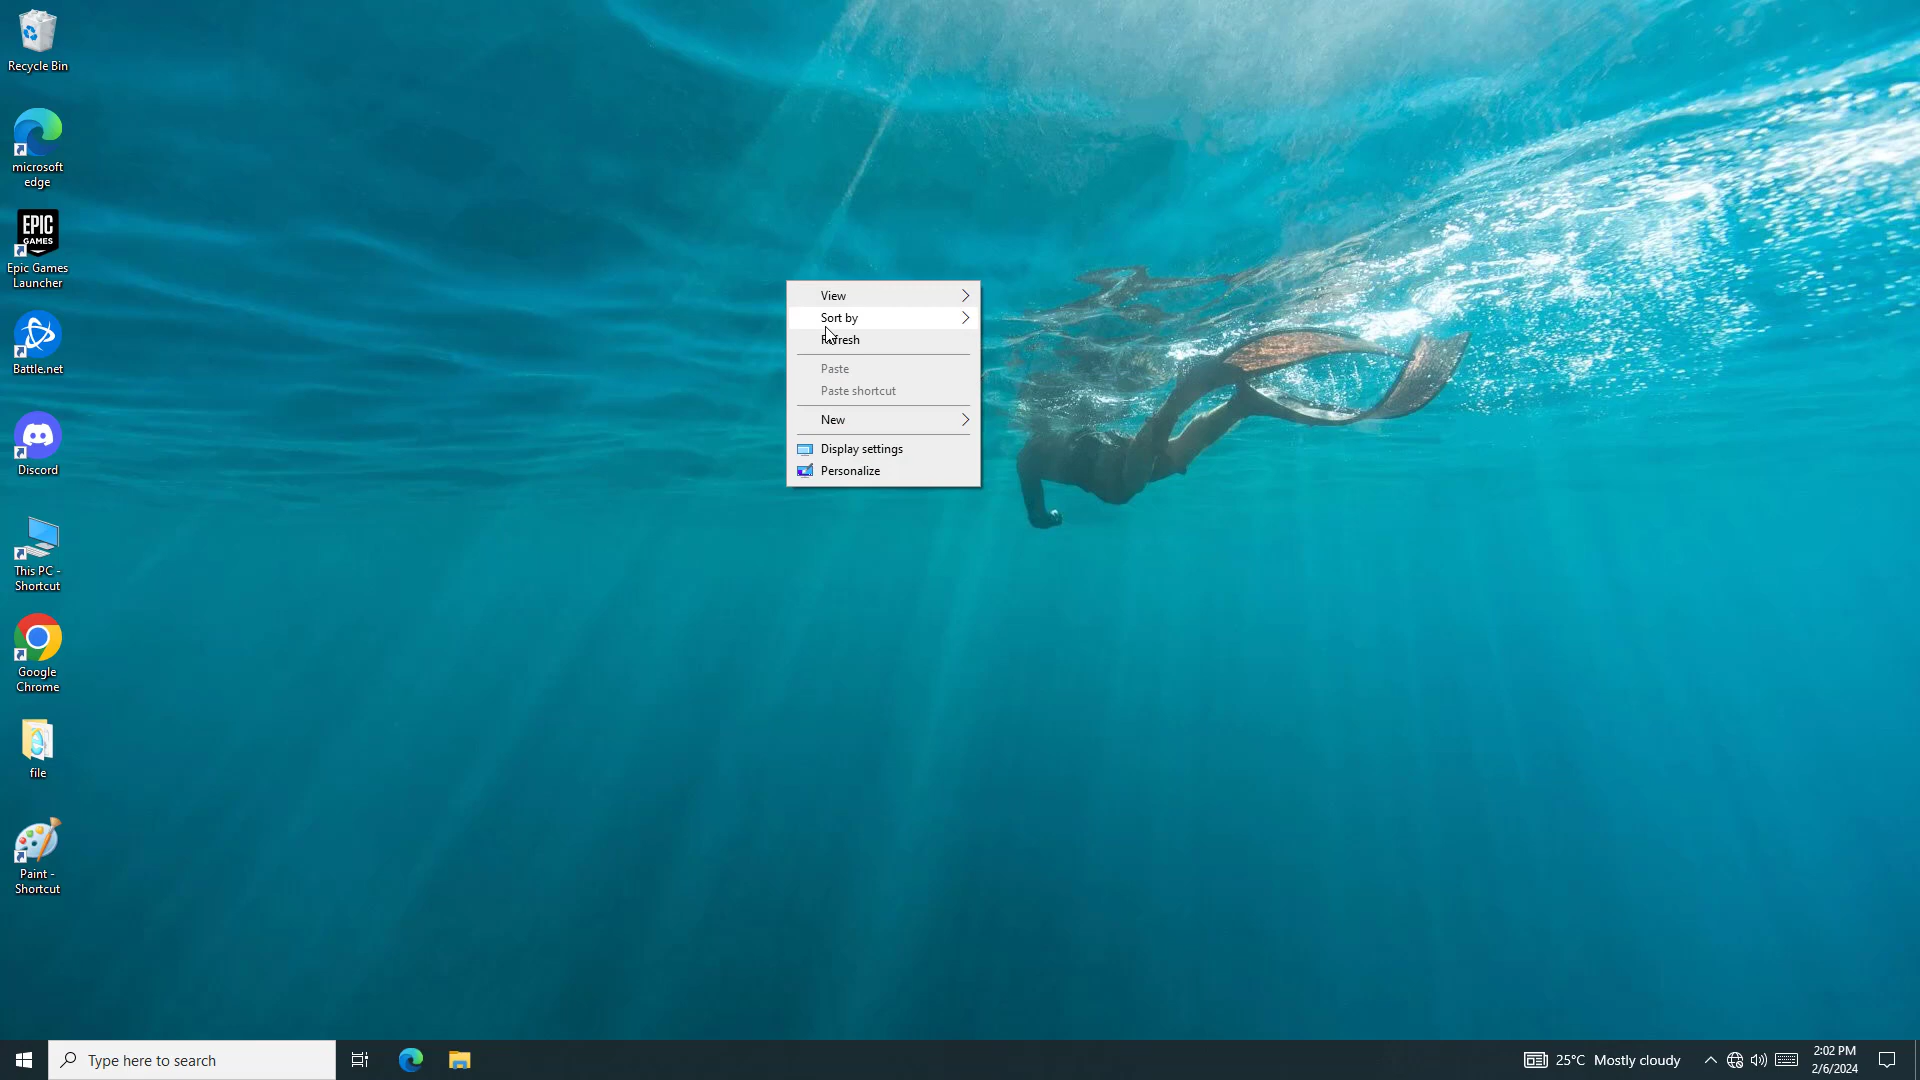 Recycle Bin
microsoft
edge
EPIC
GAMES
Epic Games
Launcher
Battle.net
Discord
This PC -
Shortcut
Google
Chrome
file
Paint -
Shortcut
View
Sort by
Refresh
Paste
Paste shortcut
New
Display settings
Personalize
Type here to search
25°C Mostly cloudy
2:02 PM
2/6/2024